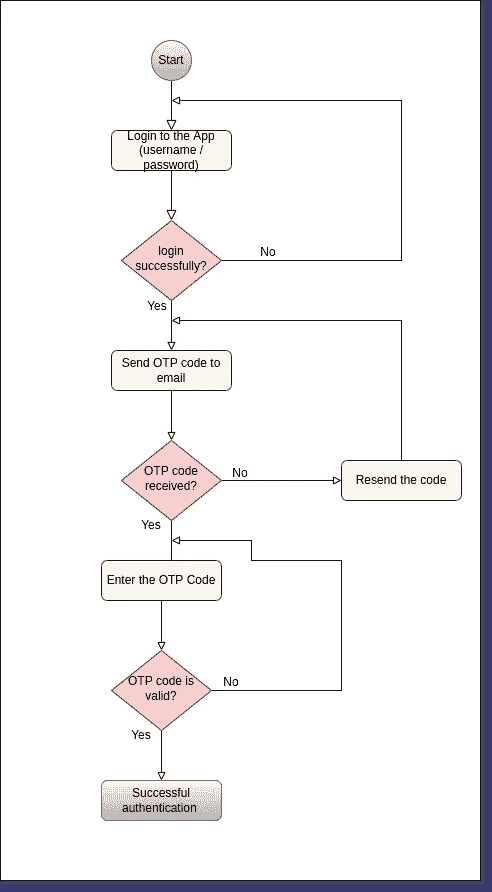 Start
Login to the App
(username /
password)
login
successfully?
No
Yes
Send OTP code to
email
OTP code
received?
No
Resend the code
Yes
Enter the OTP Code
OTP code is
valid?
No
Yes
Successful
authentication